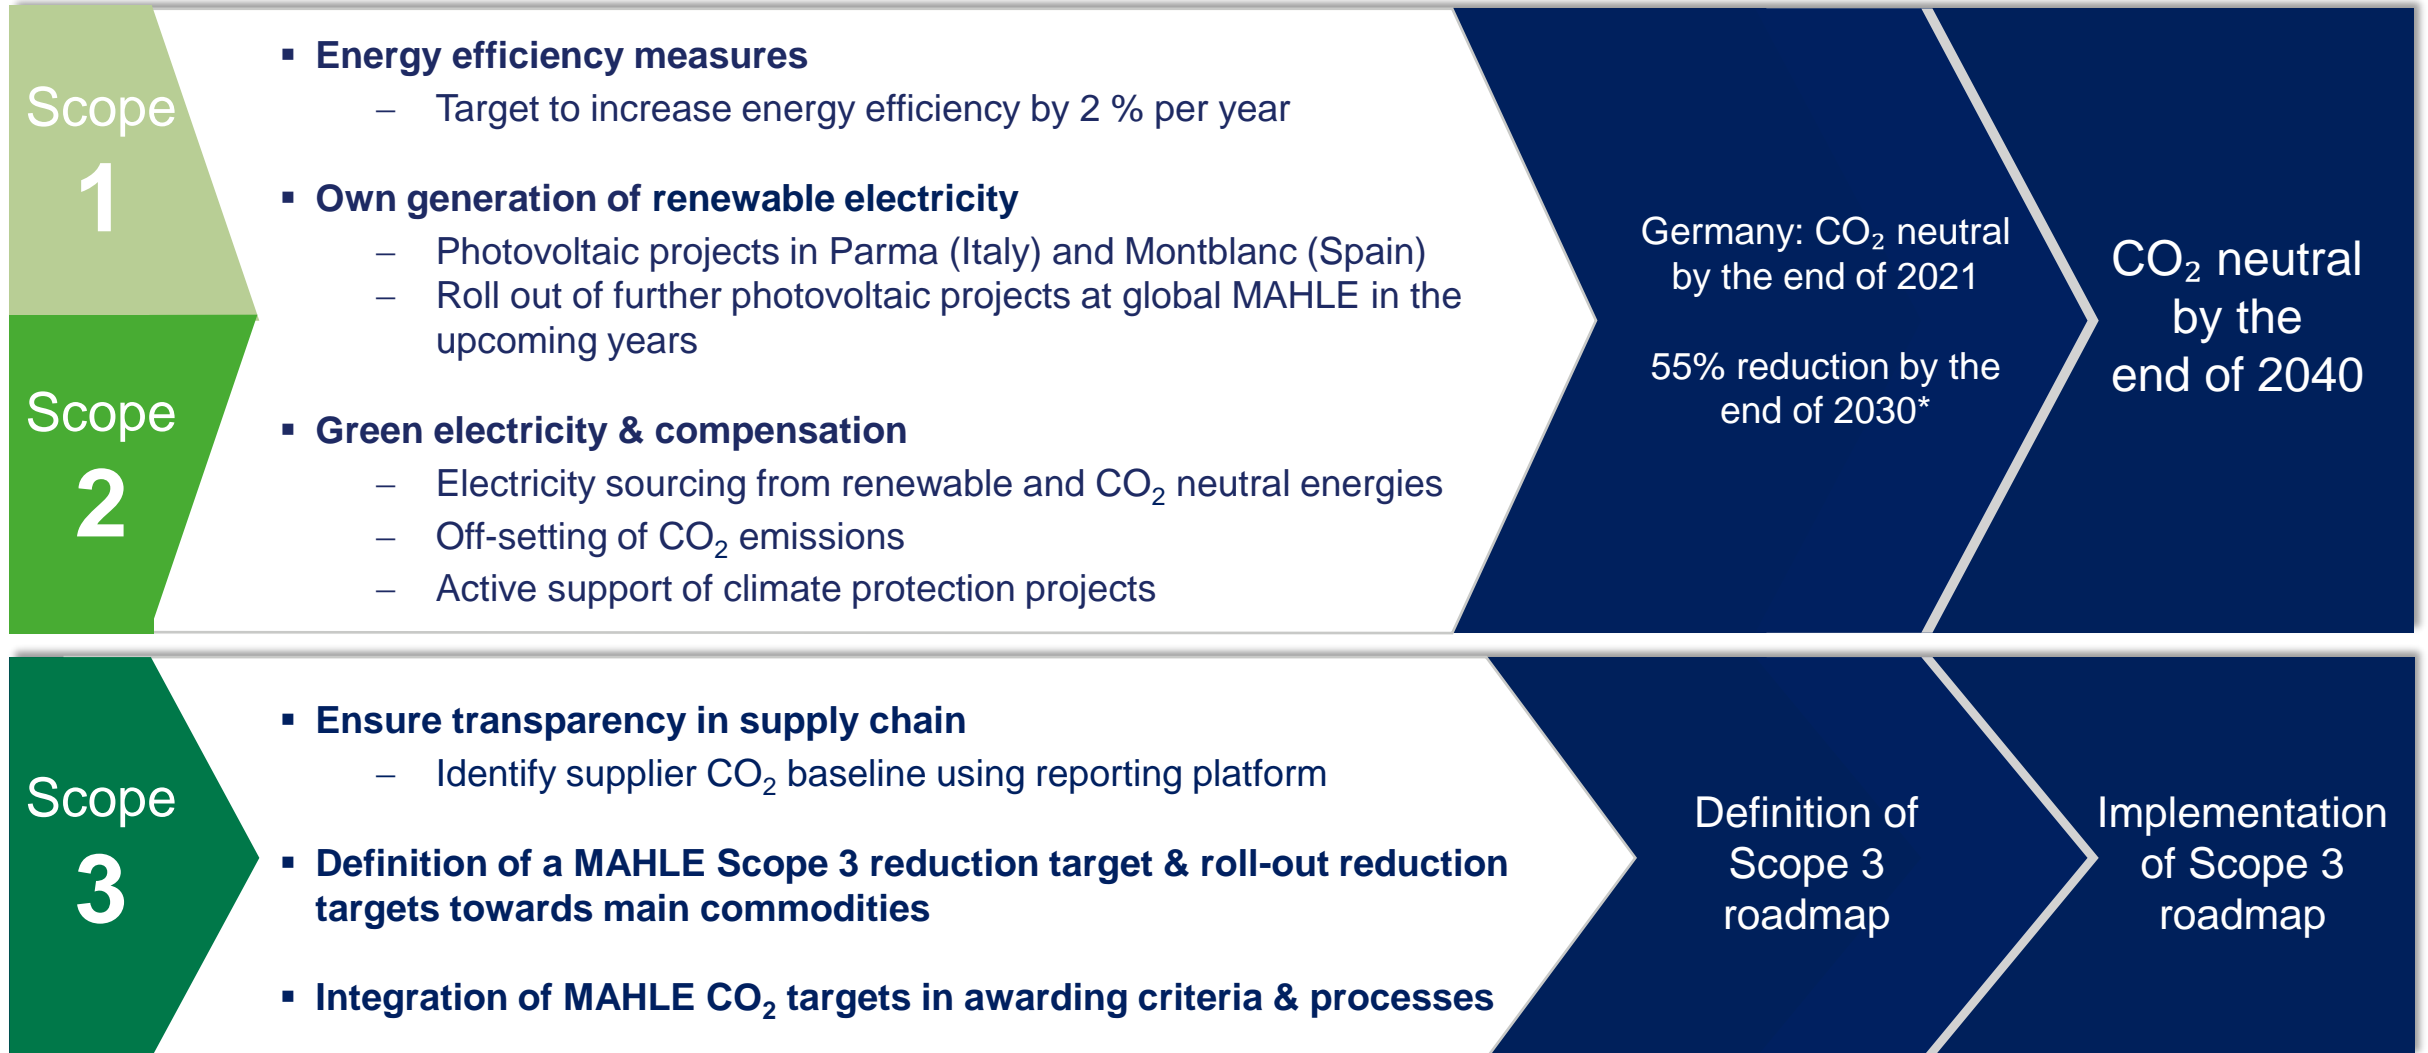 Scope
1
▪ Energy efficiency measures
– Target to increase energy efficiency by 2 % per year
▪ Own generation of renewable electricity
– Photovoltaic projects in Parma (Italy) and Montblanc (Spain)
– Roll out of further photovoltaic projects at global MAHLE in the
upcoming years
Scope
2
▪ Green electricity & compensation
– Electricity sourcing from renewable and CO₂ neutral energies
– Off-setting of CO₂ emissions
– Active support of climate protection projects
Germany: CO₂ neutral
by the end of 2021
55% reduction by the
end of 2030*
CO₂ neutral
by the
end of 2040
Scope
3
▪ Ensure transparency in supply chain
– Identify supplier CO₂ baseline using reporting platform
▪ Definition of a MAHLE Scope 3 reduction target & roll-out reduction
targets towards main commodities
▪ Integration of MAHLE CO₂ targets in awarding criteria & processes
Definition of
Scope 3
roadmap
Implementation
of Scope 3
roadmap